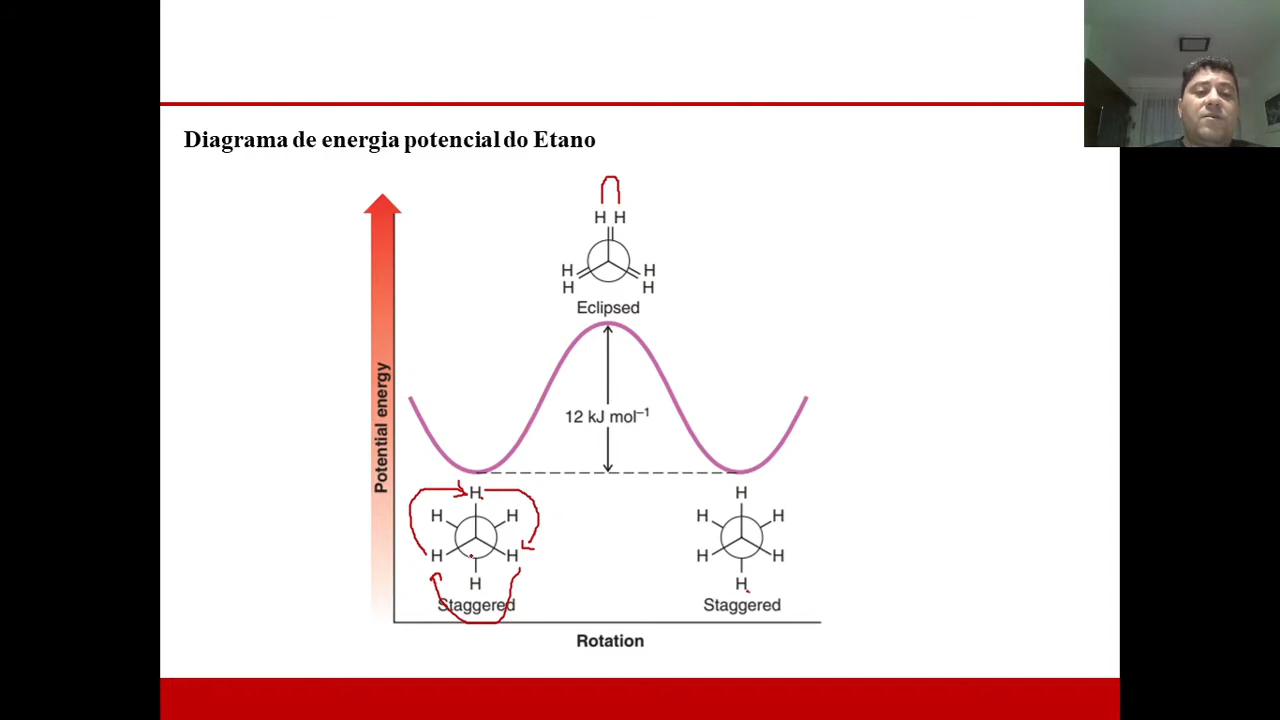 Diagrama de energia potencial do Etano
H H
H H
H H
Eclipsed
Potential energy
12 kJ mol⁻¹
H H
H H H H
H H H H
H H
Staggered Staggered
Rotation